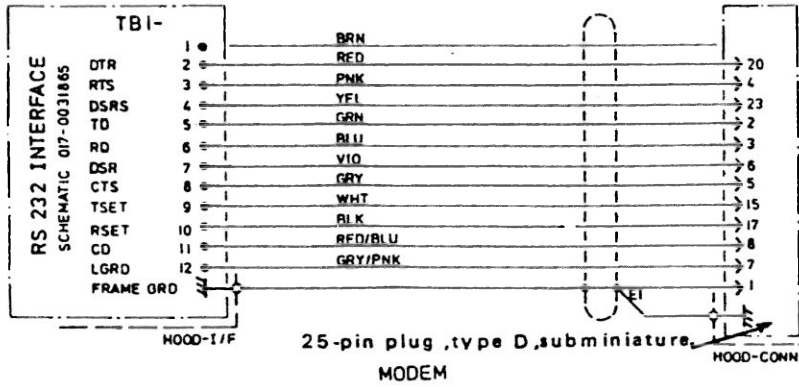 TB1-
RS 232 INTERFACE
SCHEMATIC 017-0031865
1 BRN
DTR 2 RED 20
RTS 3 PNK 4
DSRS 4 YEL 23
TD 5 GRN 2
RD 6 BLU 3
DSR 7 VIO 6
CTS 8 GRY 5
TSET 9 WHT 15
RSET 10 BLK 17
CD 11 RED/BLU 8
LGRD 12 GRY/PNK 7
FRAME GRD 1
E1
HOOD-I/F
25-pin plug ,type D,subminiature
HOOD-CONN
MODEM